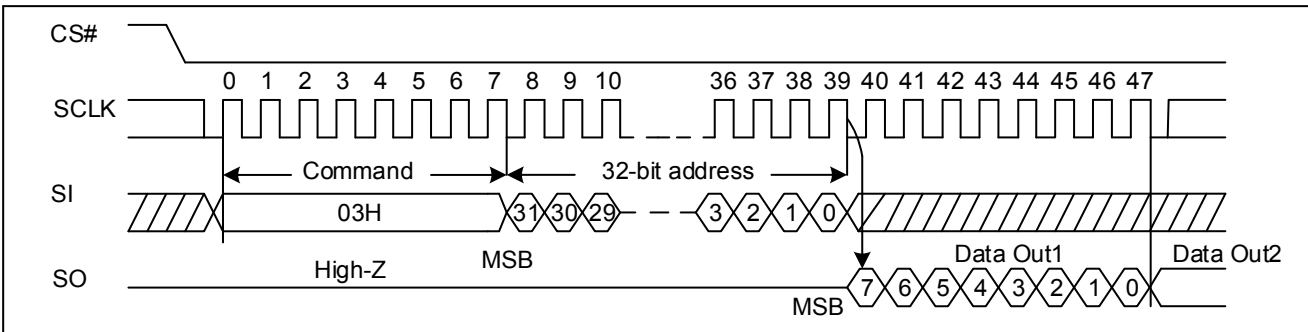 CS#
0 1 2 3 4 5 6 7 8 9 10 36 37 38 39 40 41 42 43 44 45 46 47
SCLK
Command 32-bit address
SI
03H 31 30 29 3 2 1 0
MSB Data Out1 Data Out2
High-Z
SO
7 6 5 4 3 2 1 0
MSB